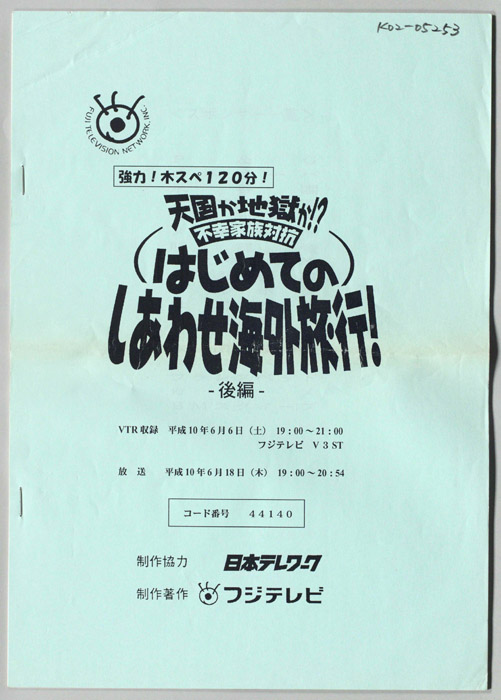 K02-05253
FUJI TELEVISION NETWORK, INC.
強力!木スペ120分!
天国か地獄か!?
不幸家族対抗
はじめての
しあわせ海外旅行!
-後編-
VTR収録 平成10年6月6日(土) 19:00~21:00
フジテレビ V3ST
放 送 平成10年6月18日(木) 19:00~20:54
コード番号 44140
制作協力 日本テレワーク
制作著作 フジテレビ